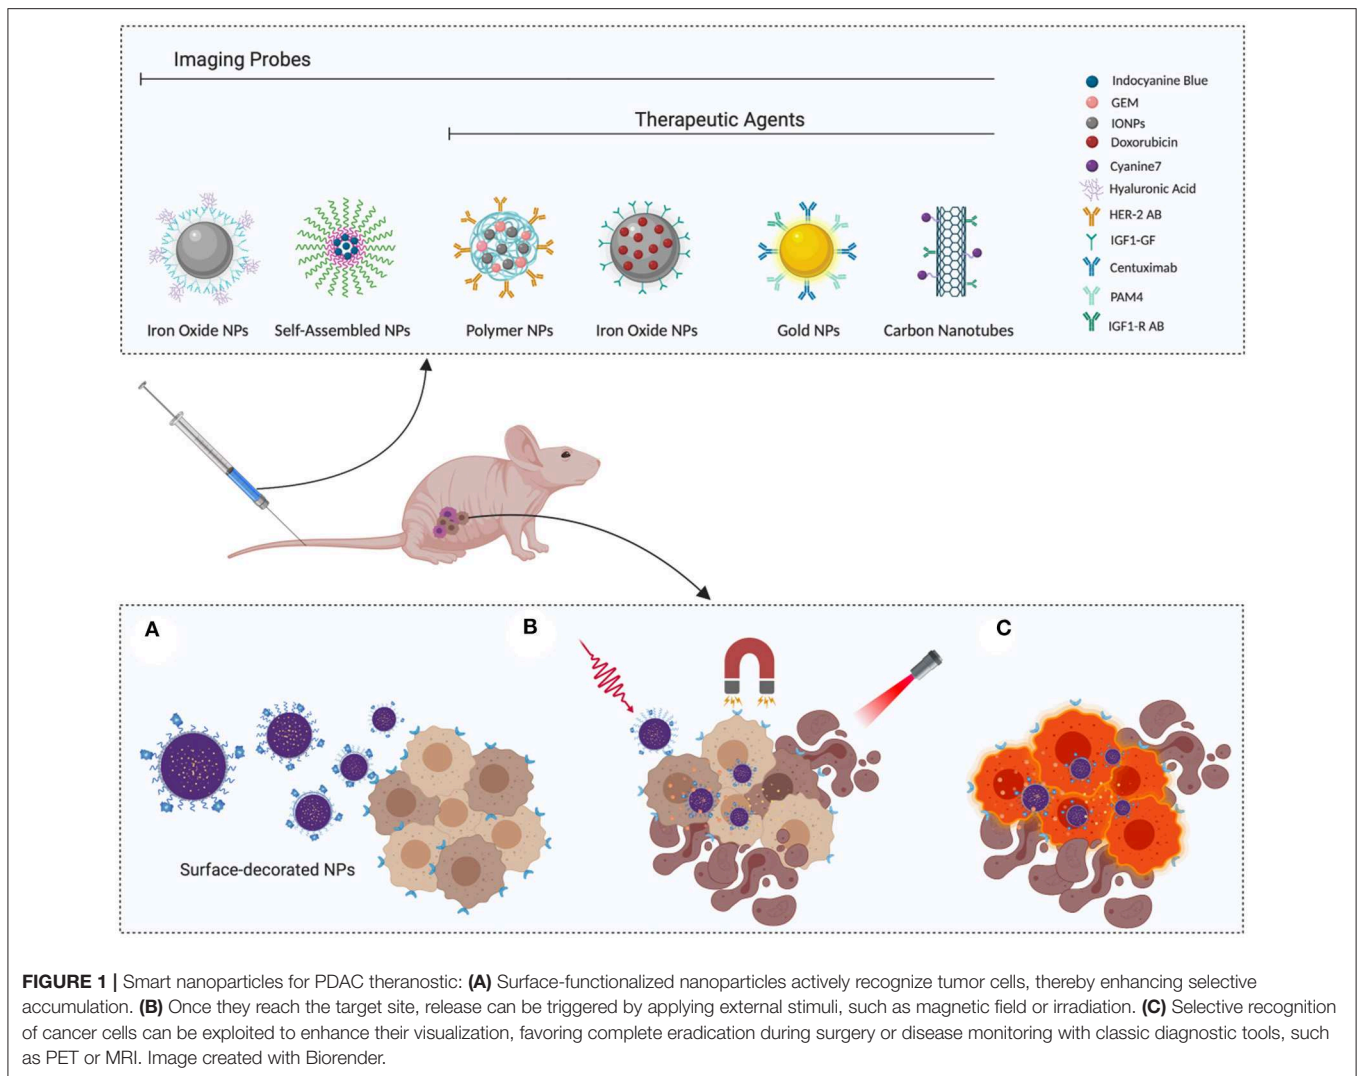 Imaging Probes
Therapeutic Agents
Indocyanine Blue
GEM
IONPs
Doxorubicin
Cyanine7
Hyaluronic Acid
HER-2 AB
IGF1-GF
Centuximab
PAM4
IGF1-R AB
Iron Oxide NPs
Self-Assembled NPs
Polymer NPs
Iron Oxide NPs
Gold NPs
Carbon Nanotubes
A
B
C
Surface-decorated NPs
FIGURE 1 | Smart nanoparticles for PDAC theranostic: (A) Surface-functionalized nanoparticles actively recognize tumor cells, thereby enhancing selective
accumulation. (B) Once they reach the target site, release can be triggered by applying external stimuli, such as magnetic field or irradiation. (C) Selective recognition
of cancer cells can be exploited to enhance their visualization, favoring complete eradication during surgery or disease monitoring with classic diagnostic tools, such
as PET or MRI. Image created with Biorender.